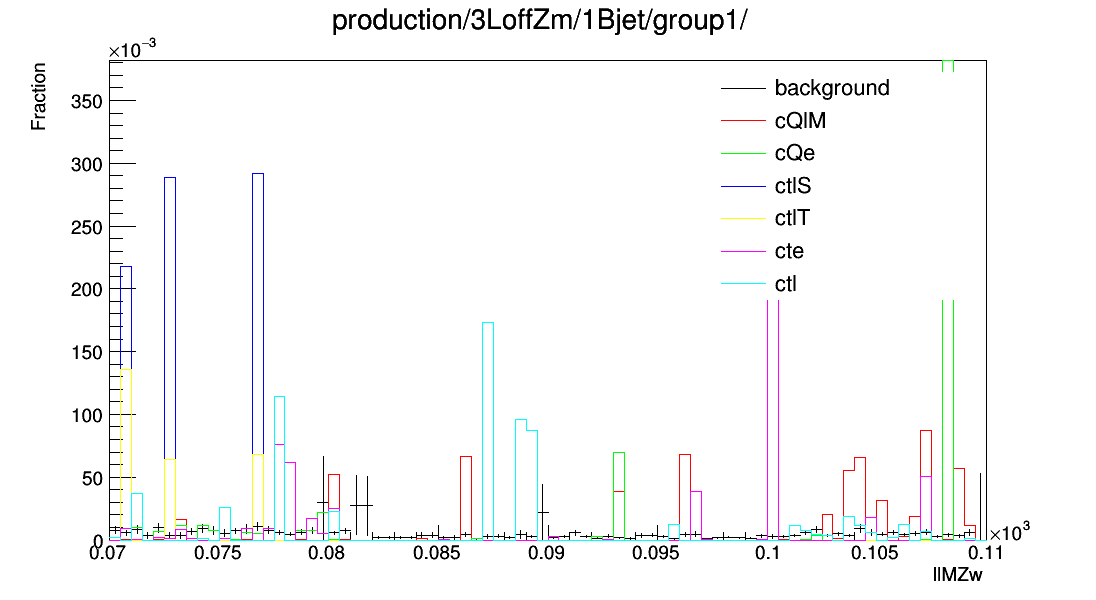 production/3LoffZm/1Bjet/group1/
×10⁻³
Fraction
350
300
250
200
150
100
50
0
background
cQlM
cQe
ctlS
ctlT
cte
ctl
0.07
0.075
0.08
0.085
0.09
0.095
0.1
0.105
0.11
×10³
llMZw